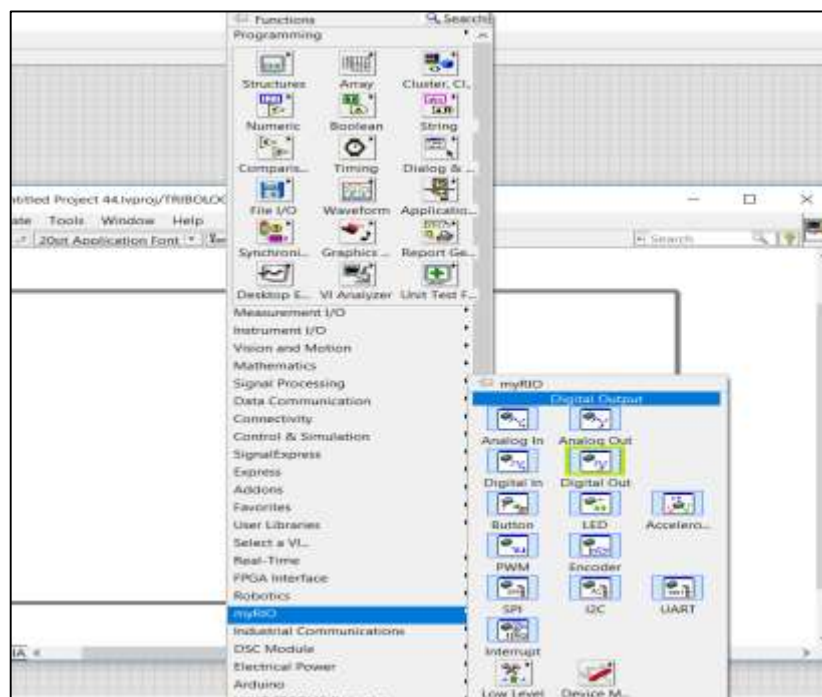 Functions
Search
Programming
Structures Array Cluster, Cl..
Numeric Boolean String
Comparis... Timing Dialog & ...
File I/O Waveform Applicatio...
Synchroni... Graphics ... Report Ge...
Desktop E... VI Analyzer Unit Test F...
Measurement I/O
Instrument I/O
Vision and Motion
Mathematics
Signal Processing
Data Communication
Connectivity
Control & Simulation
SignalExpress
Express
Addons
Favorites
User Libraries
Select a VI...
Real-Time
FPGA Interface
Robotics
myRIO
Industrial Communications
DSC Module
Electrical Power
Arduino
ntitled Project 44.lvproj/TRIBOLOG
ate Tools Window Help
20pt Application Font
Search
myRIO
Digital Output
Analog In Analog Out
Digital In Digital Out
Button LED Accelero...
PWM Encoder
SPI I2C UART
Interrupt
Low Level Device M...